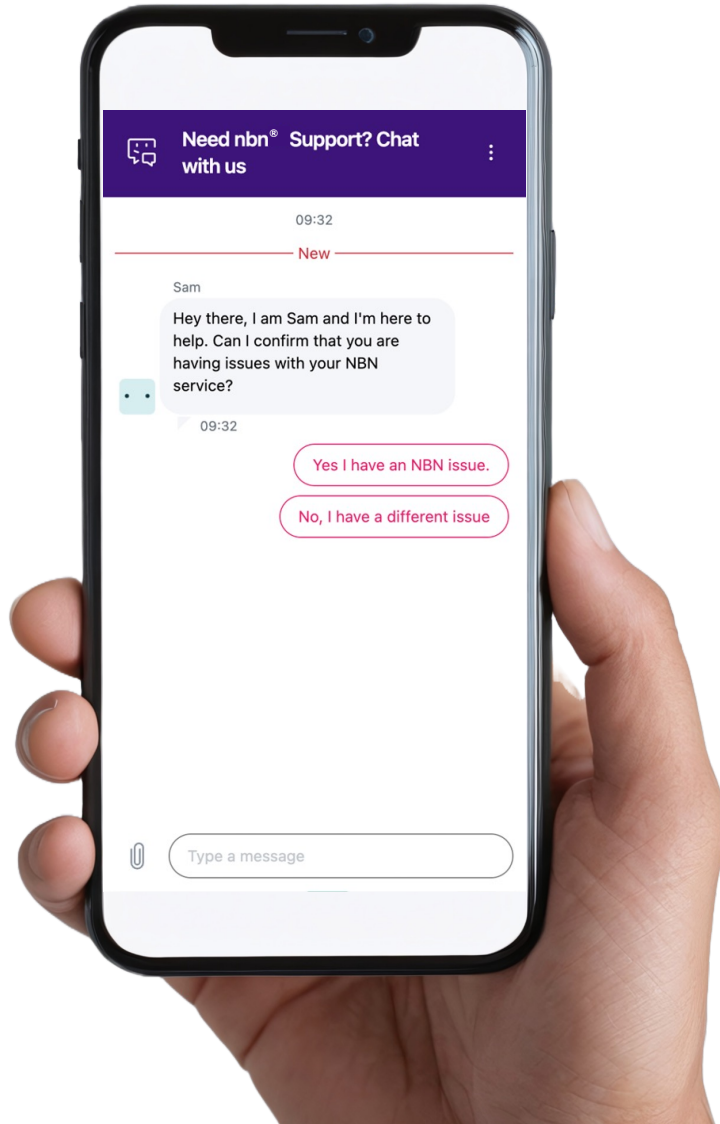 Need nbn® Support? Chat
with us
09:32
New
Sam
Hey there, I am Sam and I'm here to
help. Can I confirm that you are
having issues with your NBN
service?
09:32
Yes I have an NBN issue.
No, I have a different issue
Type a message